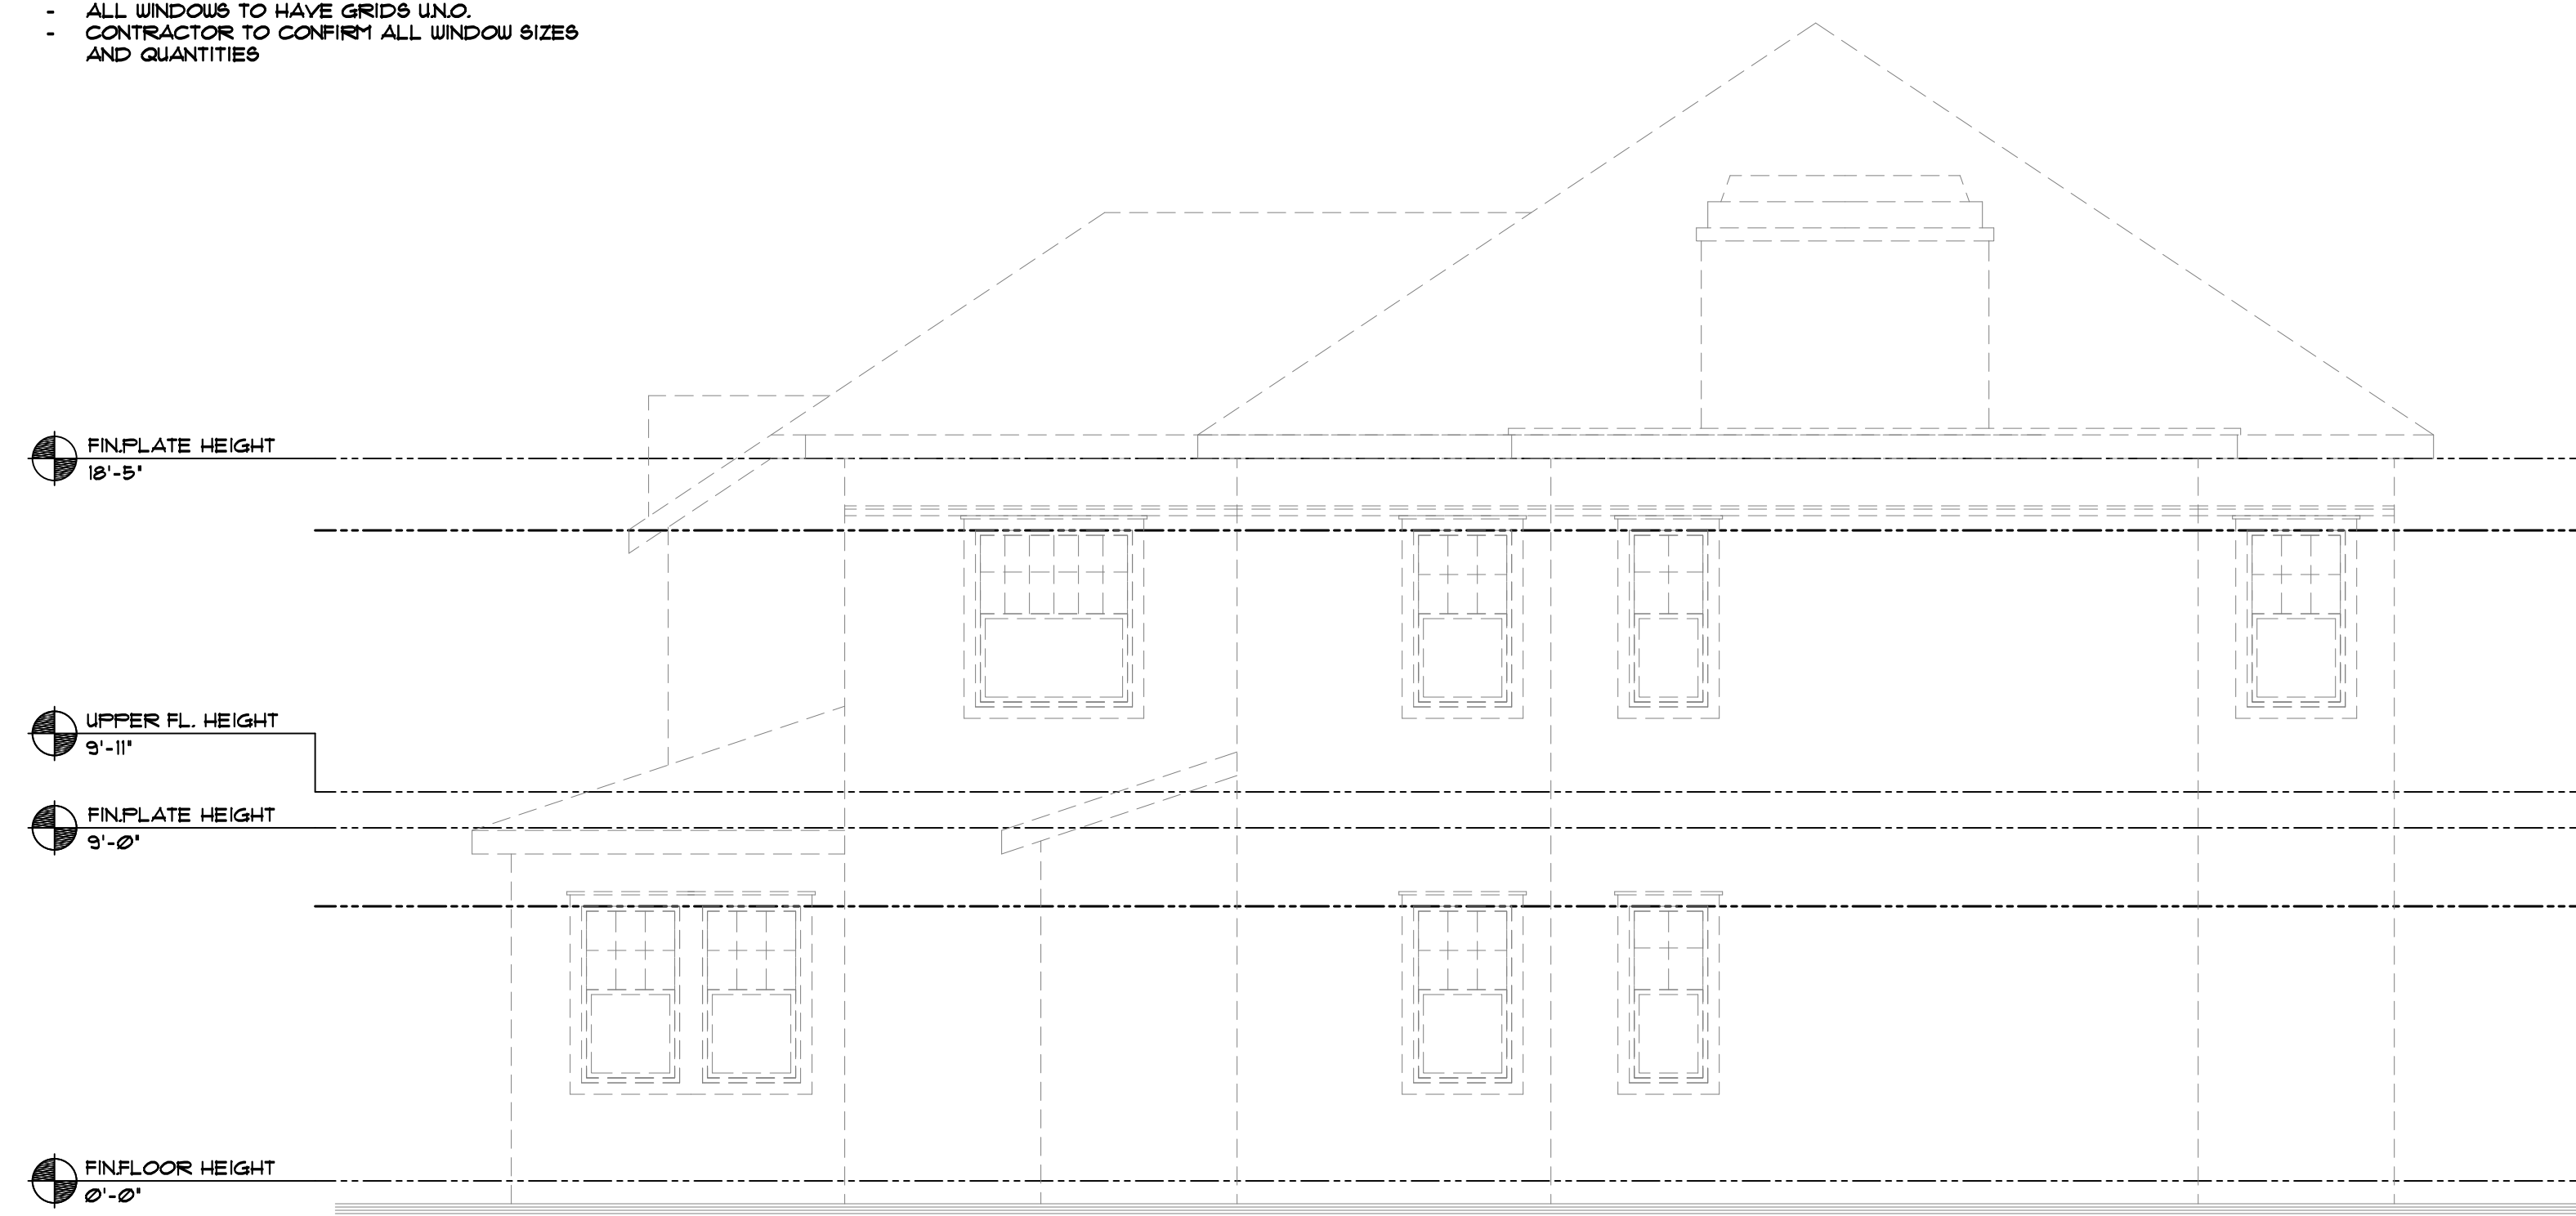 - ALL WINDOWS TO HAVE GRIDS U.N.O.
- CONTRACTOR TO CONFIRM ALL WINDOW SIZES
AND QUANTITIES
FIN.PLATE HEIGHT
18'-5"
UPPER FL. HEIGHT
9'-11"
FIN.PLATE HEIGHT
9'-0"
FIN.FLOOR HEIGHT
0'-0"